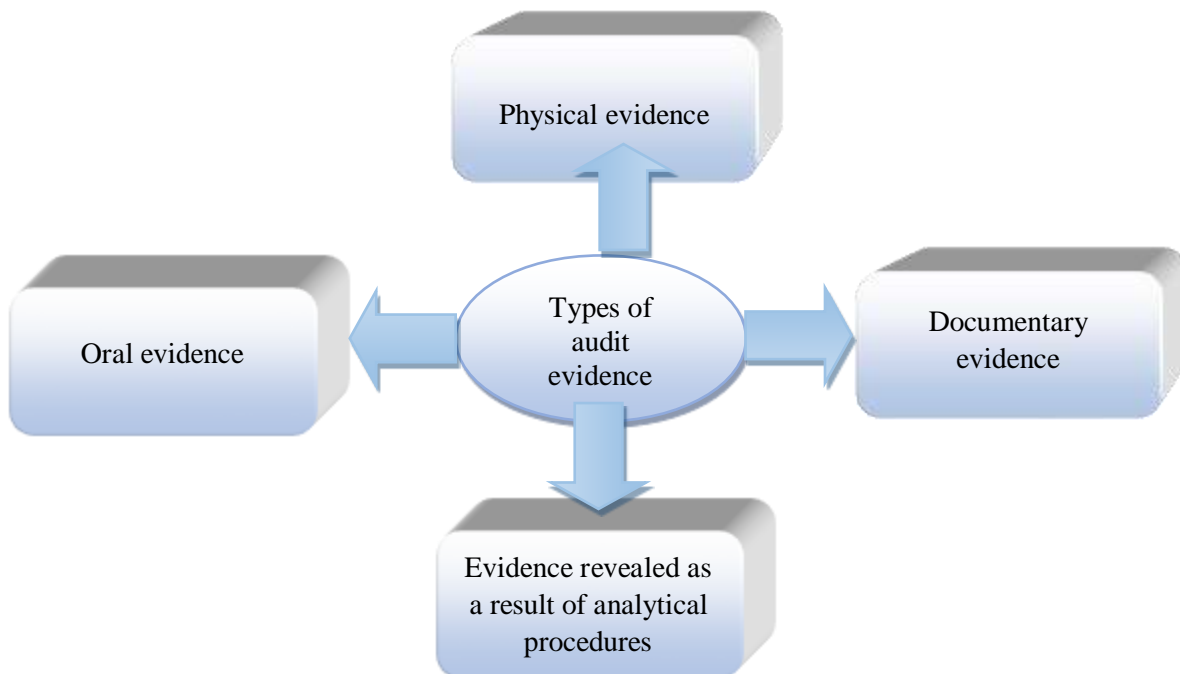 Physical evidence
Oral evidence
Types of
audit
evidence
Documentary
evidence
Evidence revealed as
a result of analytical
procedures